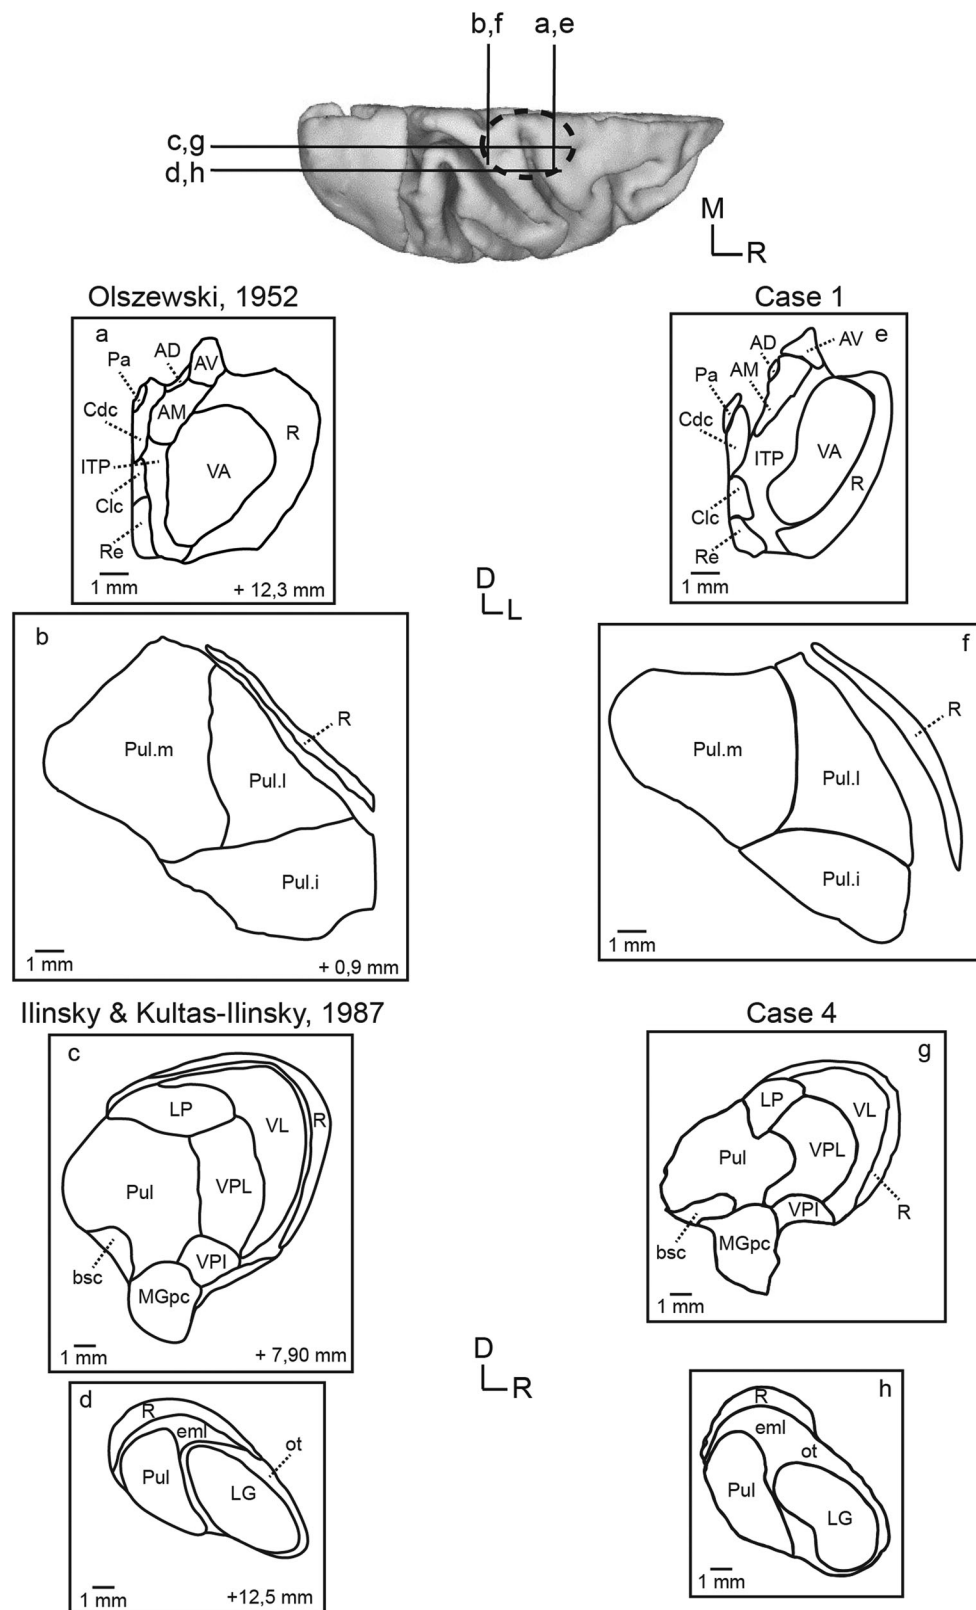 b,f a,e
c,g
d,h
M
R
Olszewski, 1952
Case 1
a
AD
AV
Pa
AM
Cdc
R
ITP
VA
Clc
Re
1 mm
+ 12,3 mm
e
AD
AV
AM
Pa
Cdc
ITP
VA
R
Clc
Re
1 mm
D
L
b
R
Pul.m
Pul.l
Pul.i
1 mm
+ 0,9 mm
f
R
Pul.m
Pul.l
Pul.i
1 mm
Ilinsky & Kultas-Ilinsky, 1987
Case 4
c
LP
VL
R
Pul
VPL
VPI
bsc
MGpc
1 mm
+ 7,90 mm
g
LP
VL
Pul
VPL
VPI
R
bsc
MGpc
1 mm
D
R
d
R
eml
ot
Pul
LG
1 mm
+12,5 mm
h
R
eml
ot
Pul
LG
1 mm